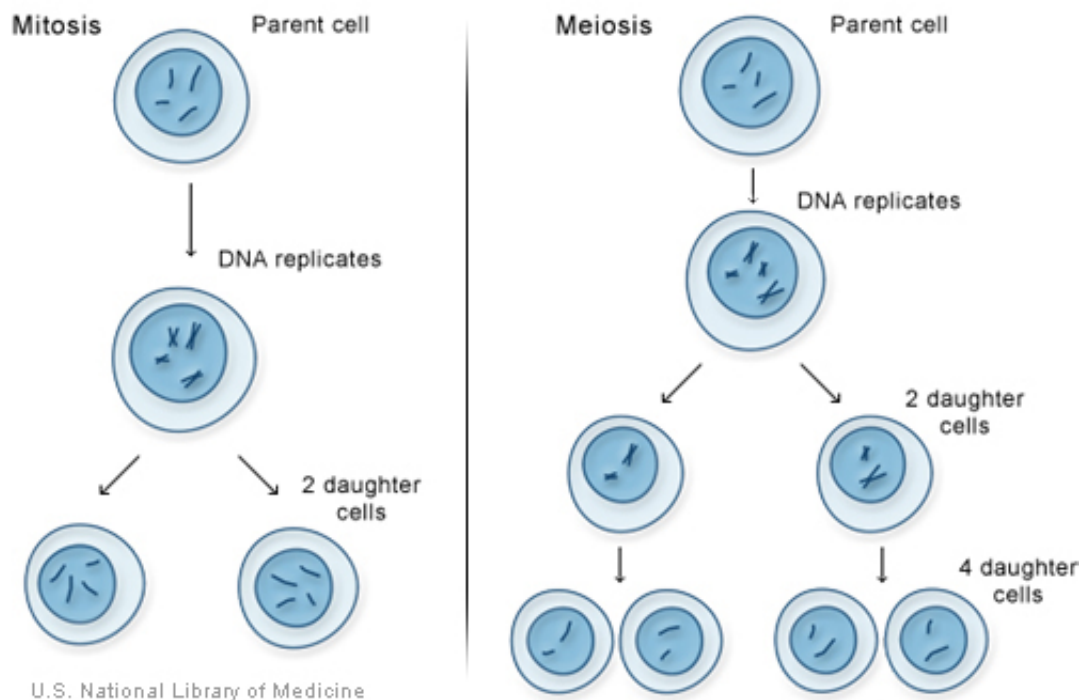 Mitosis
Parent cell
DNA replicates
2 daughter
cells
U.S. National Library of Medicine
Meiosis
Parent cell
DNA replicates
2 daughter
cells
4 daughter
cells